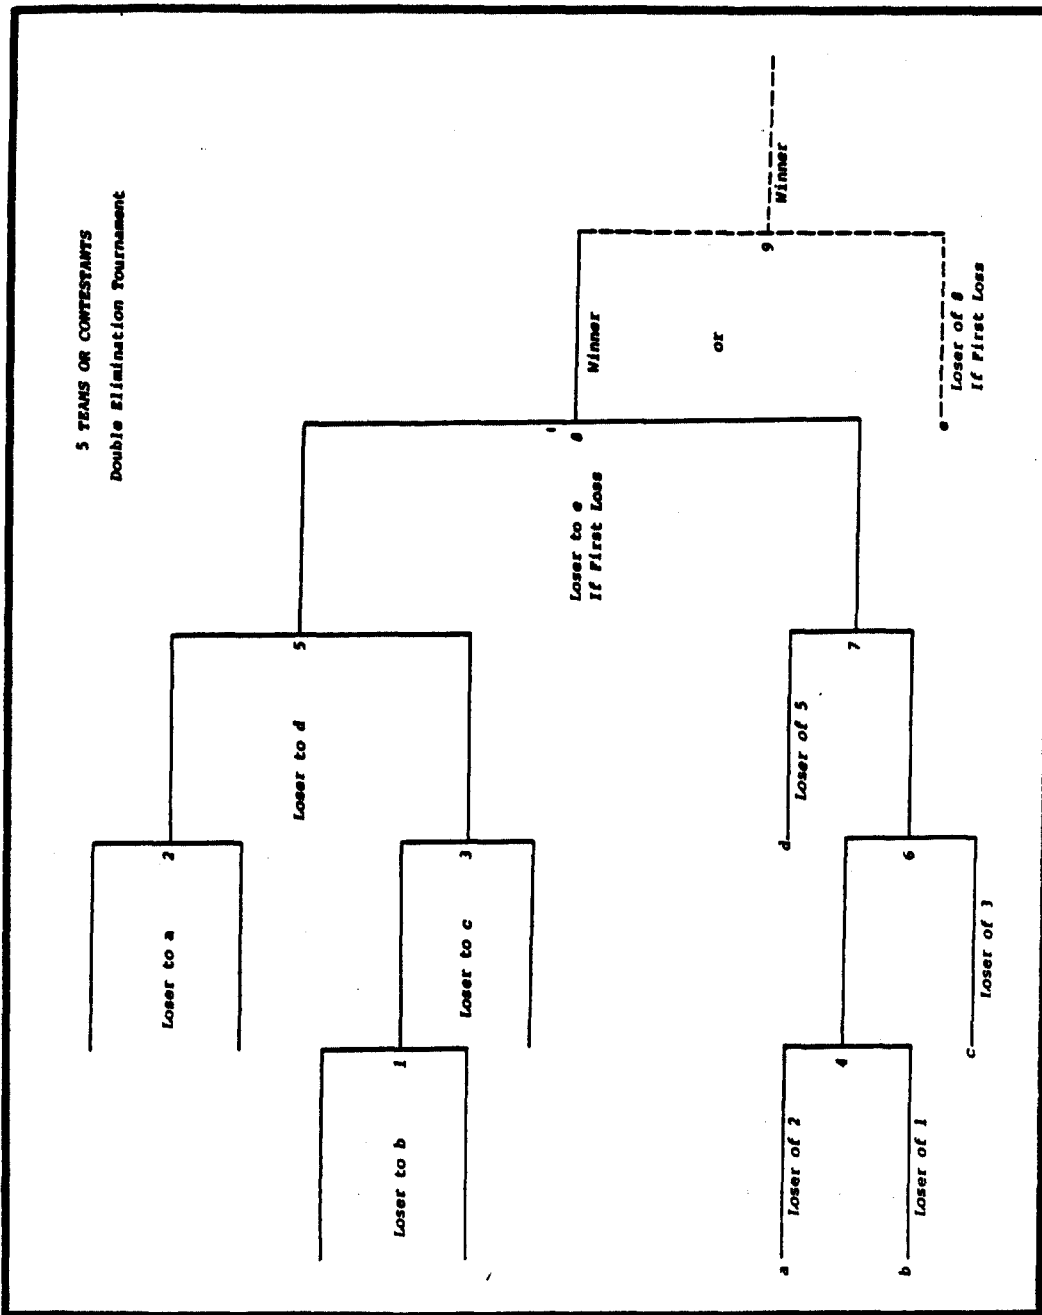 5 TEAMS OR CONTESTANTS
Double Elimination Tournament
Loser to a
2
Loser to d
5
Loser to b
1
Loser to c
3
Loser to e
If First Loss
8
Winner
or
9
Winner
a
Loser of 2
d
Loser of 5
4
7
b
Loser of 1
6
c
Loser of 3
e
Loser of 8
If First Loss